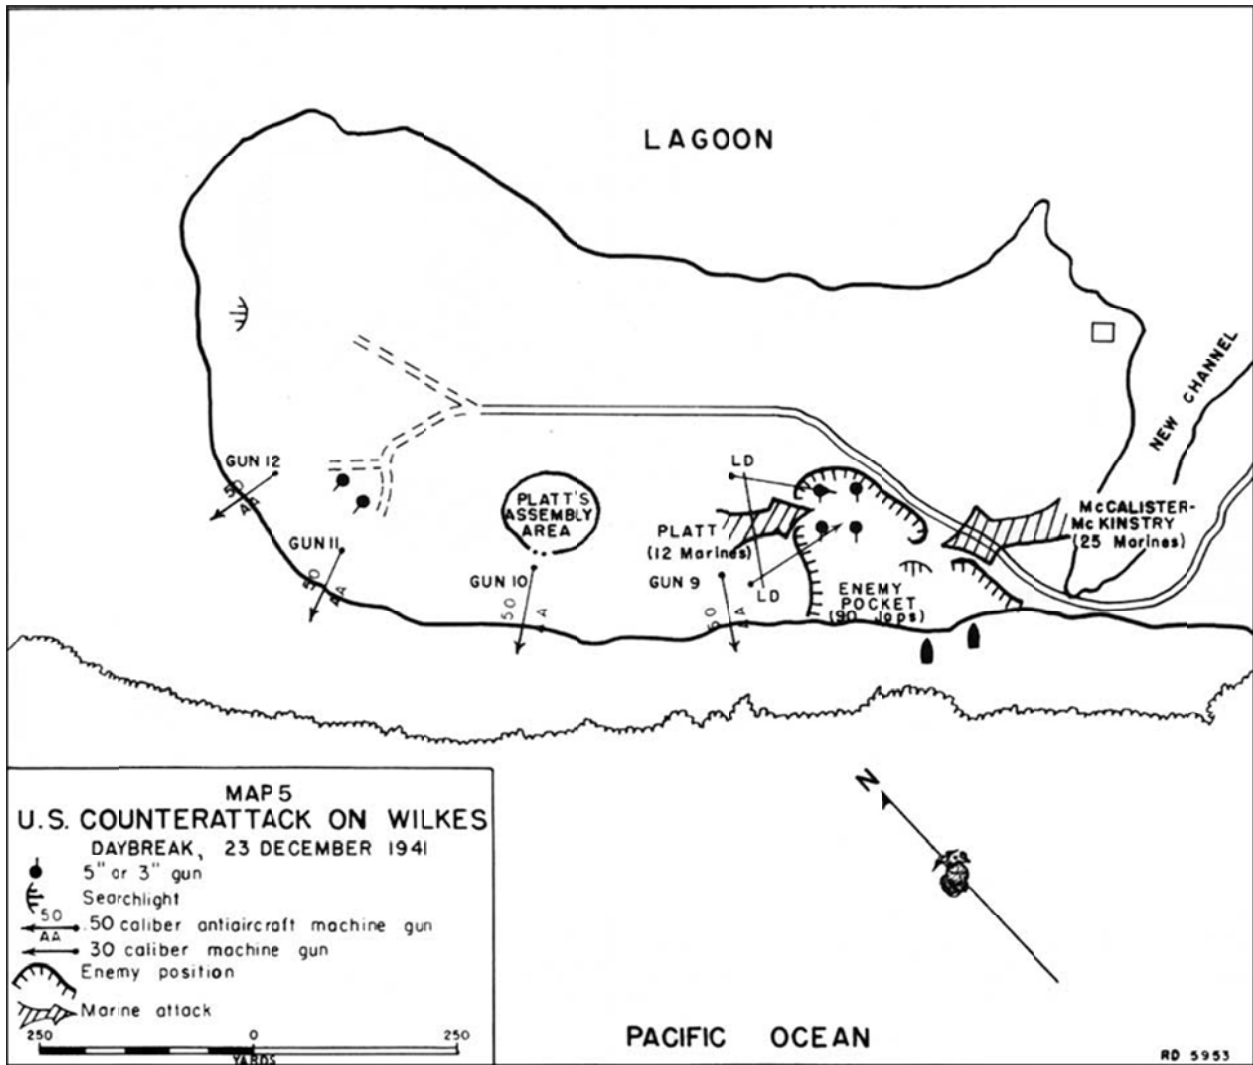 LAGOON
NEW CHANNEL
GUN 12
50
AA
GUN 11
50
AA
PLATT'S
ASSEMBLY
AREA
GUN 10
50
AA
LD
PLATT
(12 Marines)
GUN 9
50
AA
LD
McCALISTER-
McKINSTRY
(25 Marines)
ENEMY
POCKET
(90 Japs)
N
MAP 5
U.S. COUNTERATTACK ON WILKES
DAYBREAK, 23 DECEMBER 1941
5" or 3" gun
Searchlight
50
AA
.50 caliber antiaircraft machine gun
30 caliber machine gun
Enemy position
Marine attack
250 0 250
YARDS
PACIFIC OCEAN
RD 5953